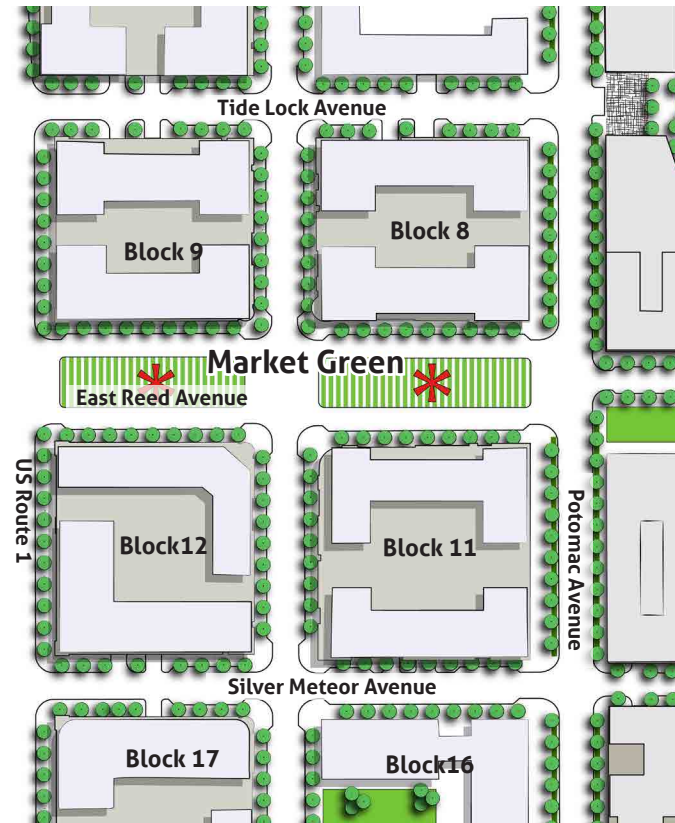 Tide Lock Avenue
Block 9
Block 8
Market Green
East Reed Avenue
US Route 1
Block12
Block 11
Potomac Avenue
Silver Meteor Avenue
Block 17
Block16